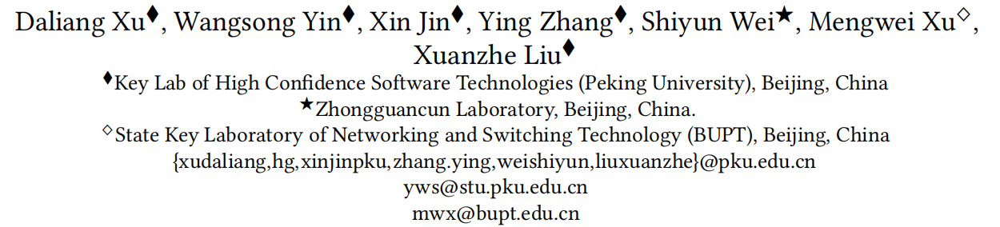 Daliang Xu♦, Wangsong Yin♦, Xin Jin♦, Ying Zhang♦, Shiyun Wei★, Mengwei Xu◇,
Xuanzhe Liu♦
♦Key Lab of High Confidence Software Technologies (Peking University), Beijing, China
★Zhongguancun Laboratory, Beijing, China.
◇State Key Laboratory of Networking and Switching Technology (BUPT), Beijing, China
{xudaliang,hg,xinjinpku,zhang.ying,weishiyun,liuxuanzhe}@pku.edu.cn
yws@stu.pku.edu.cn
mwx@bupt.edu.cn